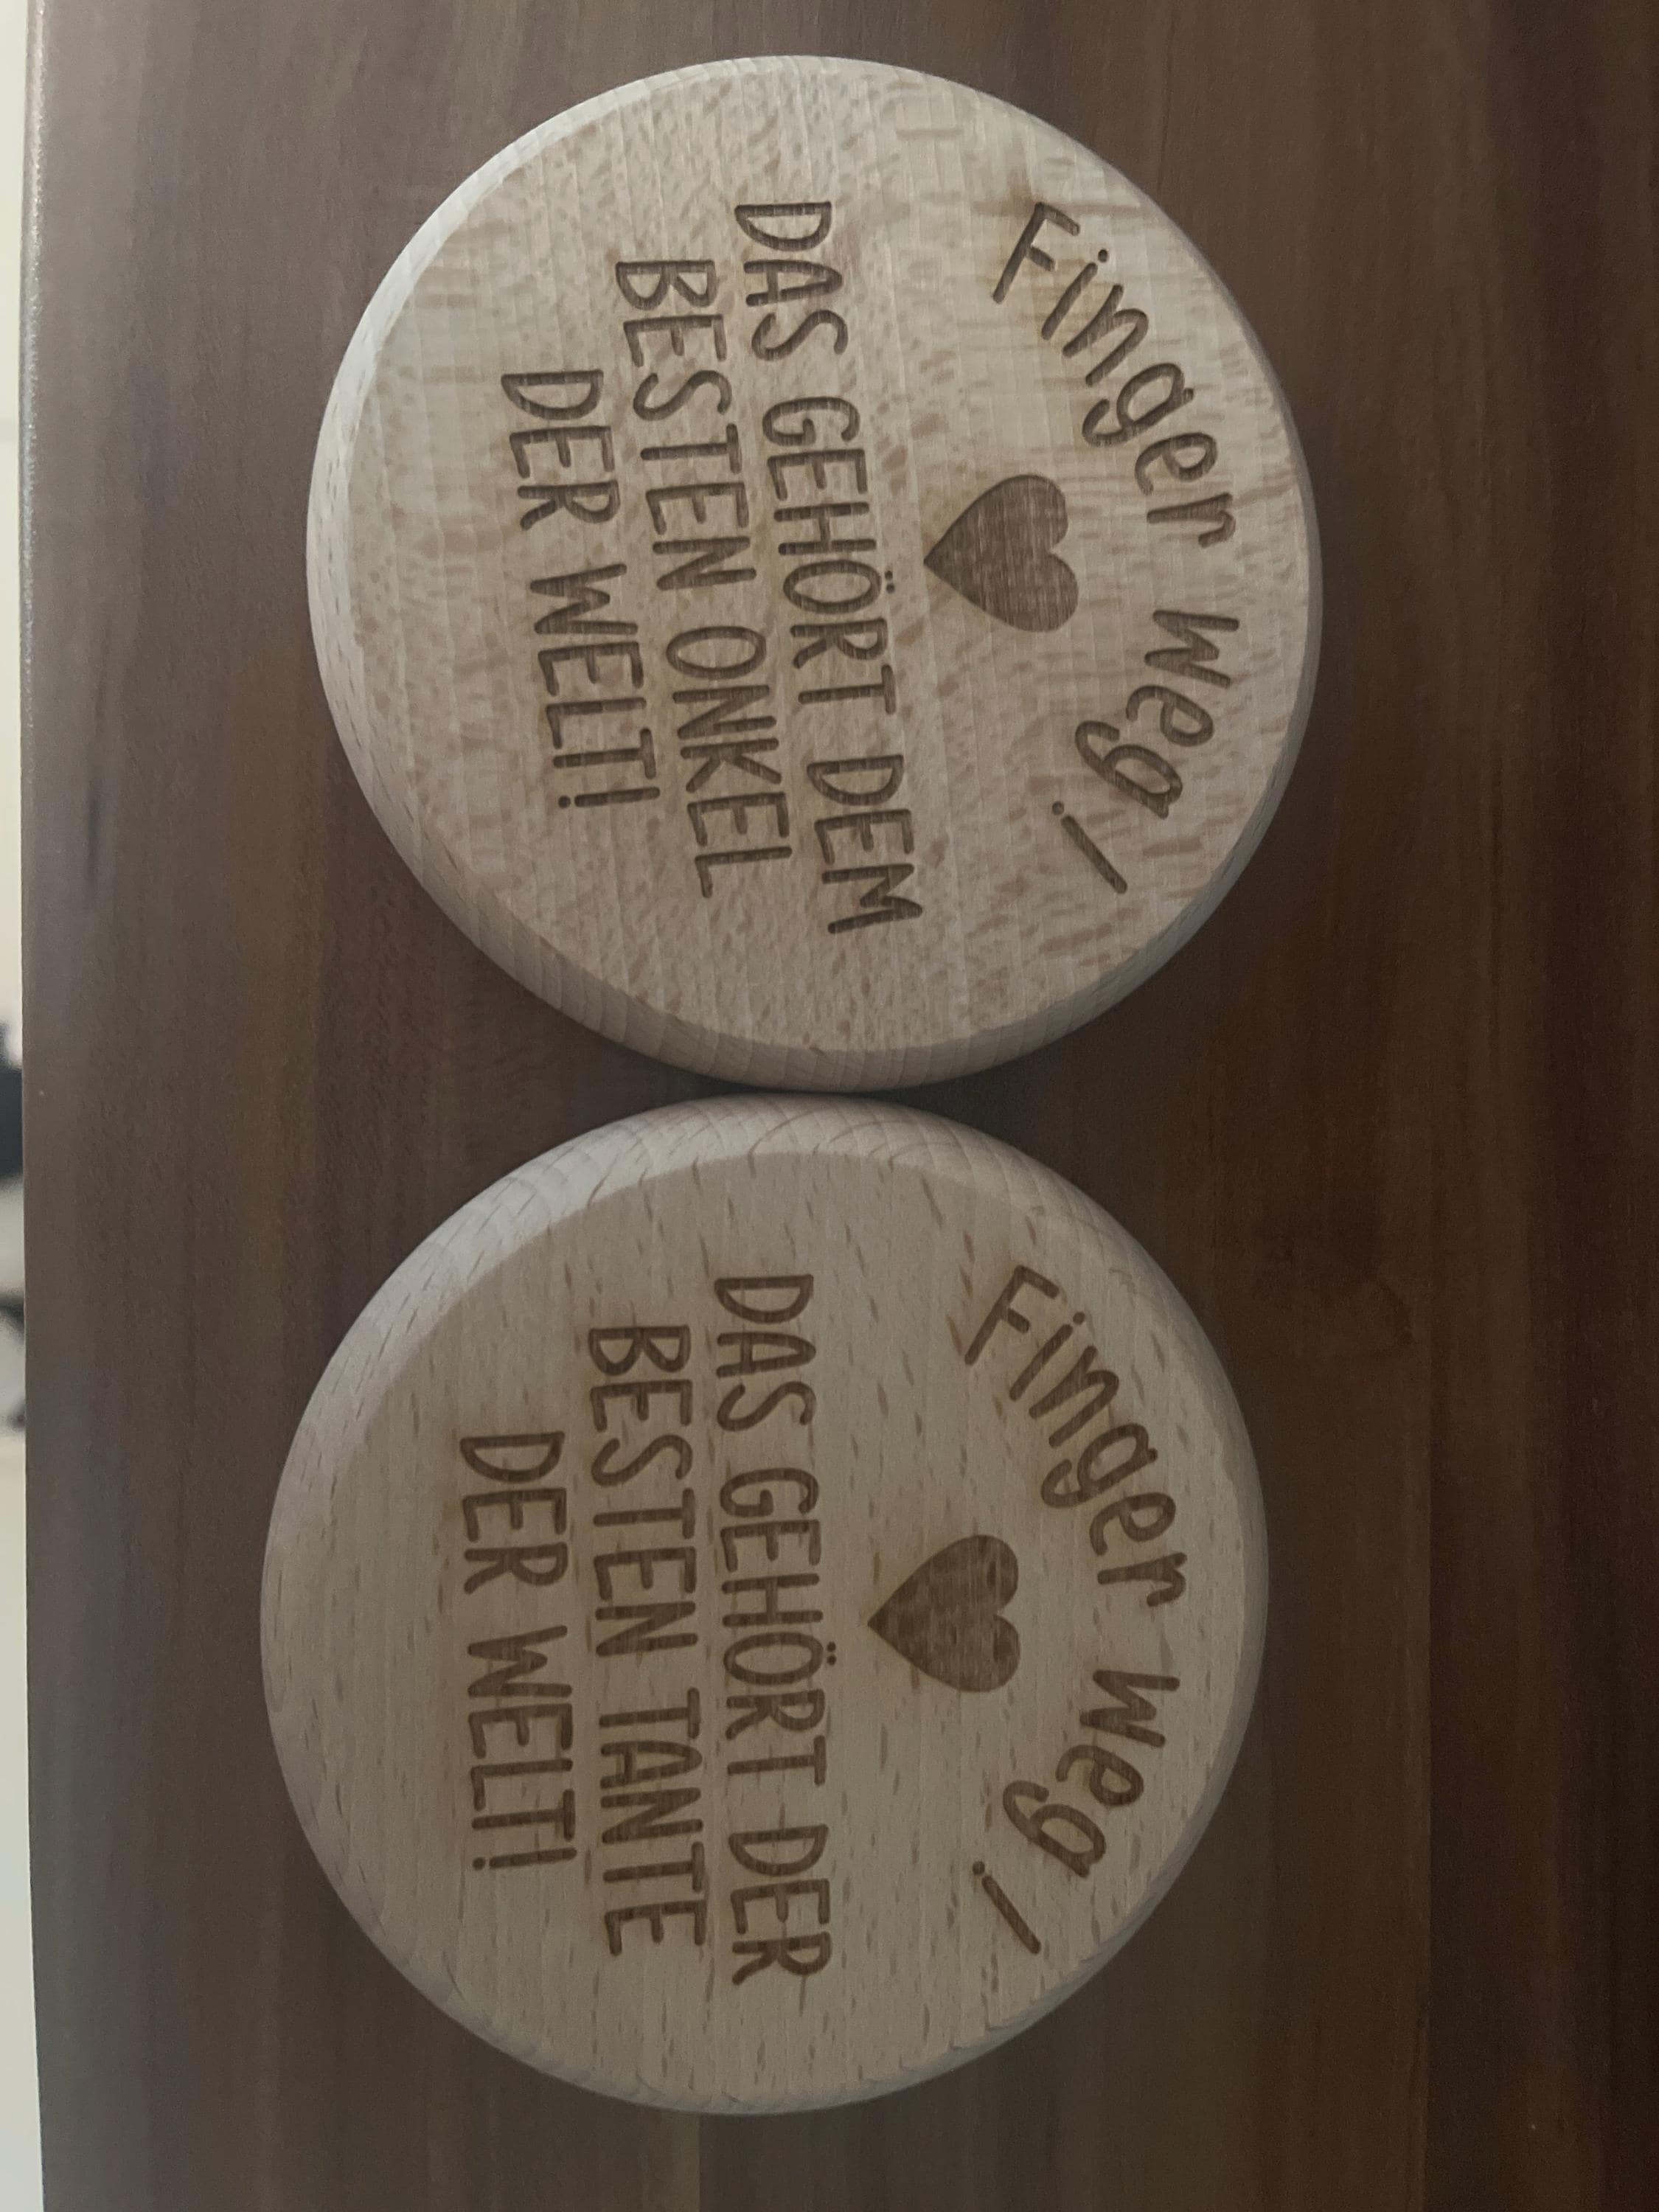 Finger weg!
DAS GEHÖRT DEM
BESTEN ONKEL
DER WELT!
Finger weg!
DAS GEHÖRT DER
BESTEN TANTE
DER WELT!